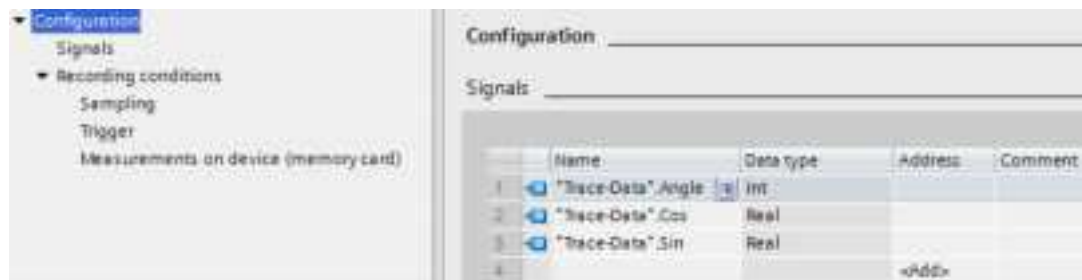 Configuration
Signals
Recording conditions
Sampling
Trigger
Measurements on device (memory card)
Configuration
Signals
Name Data type Address Comment
1 "Trace-Data".Angle Int
2 "Trace-Data".Cos Real
3 "Trace-Data".Sin Real
4 <Add>